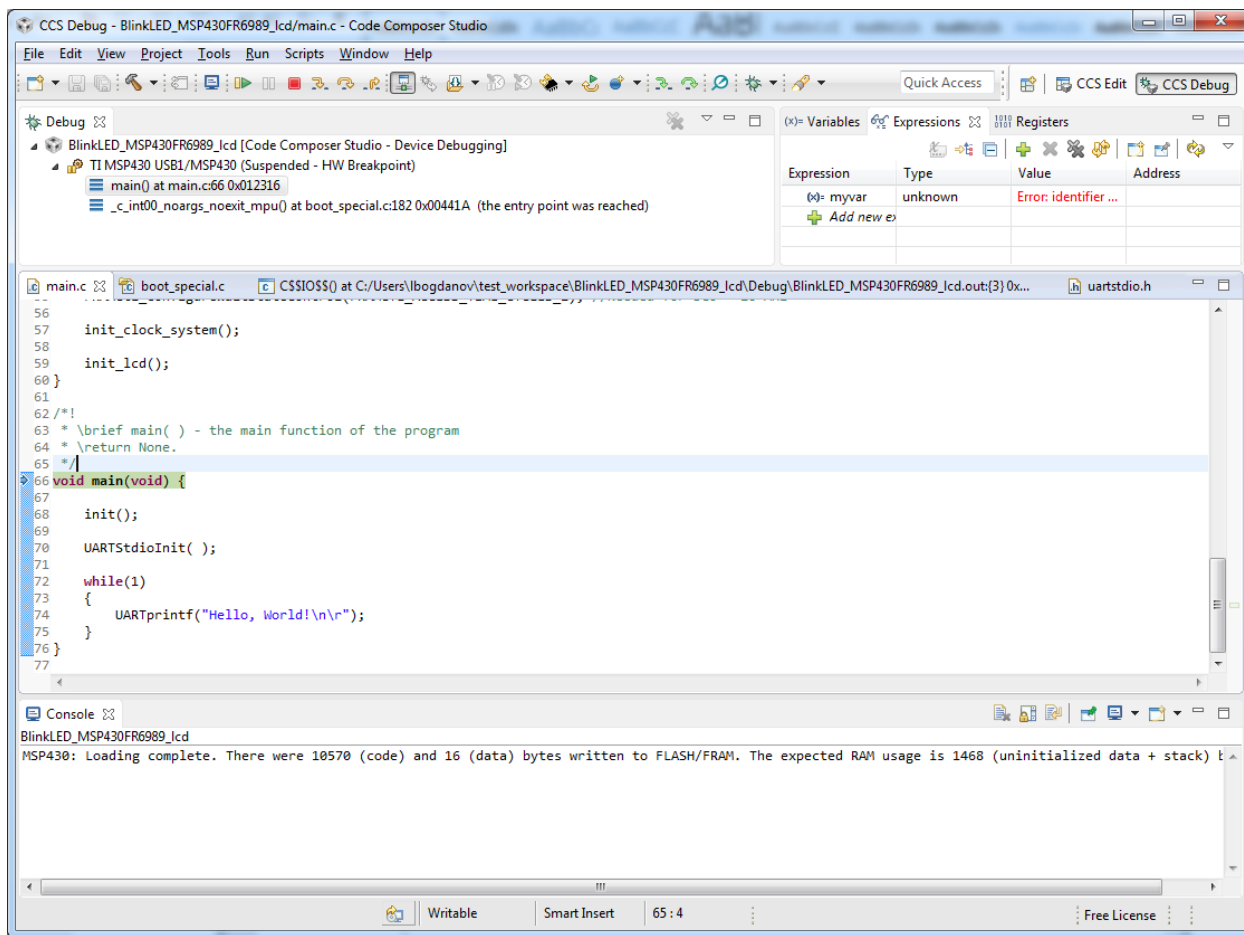 CCS Debug - BlinkLED_MSP430FR6989_lcd/main.c - Code Composer Studio
File Edit View Project Tools Run Scripts Window Help
Quick Access CCS Edit CCS Debug
Debug
BlinkLED_MSP430FR6989_lcd [Code Composer Studio - Device Debugging]
TI MSP430 USB1/MSP430 (Suspended - HW Breakpoint)
main() at main.c:66 0x012316
_c_int00_noargs_noexit_mpu() at boot_special.c:182 0x00441A (the entry point was reached)
(x)= Variables Expressions 1010 0101 Registers
Expression Type Value Address
(x)= myvar unknown Error: identifier ...
Add new ex
main.c boot_special.c C$$IO$$() at C:/Users/lbogdanov\test_workspace\BlinkLED_MSP430FR6989_lcd\Debug\BlinkLED_MSP430FR6989_lcd.out:{3} 0x... uartstdio.h
56
57 init_clock_system();
58
59 init_lcd();
60 }
61
62 /*!
63 * \brief main( ) - the main function of the program
64 * \return None.
65 */
66 void main(void) {
67
68 init();
69
70 UARTStdioInit( );
71
72 while(1)
73 {
74 UARTprintf("Hello, World!\n\r");
75 }
76 }
77
Console
BlinkLED_MSP430FR6989_lcd
MSP430: Loading complete. There were 10570 (code) and 16 (data) bytes written to FLASH/FRAM. The expected RAM usage is 1468 (uninitialized data + stack) b
Writable Smart Insert 65 : 4 Free License